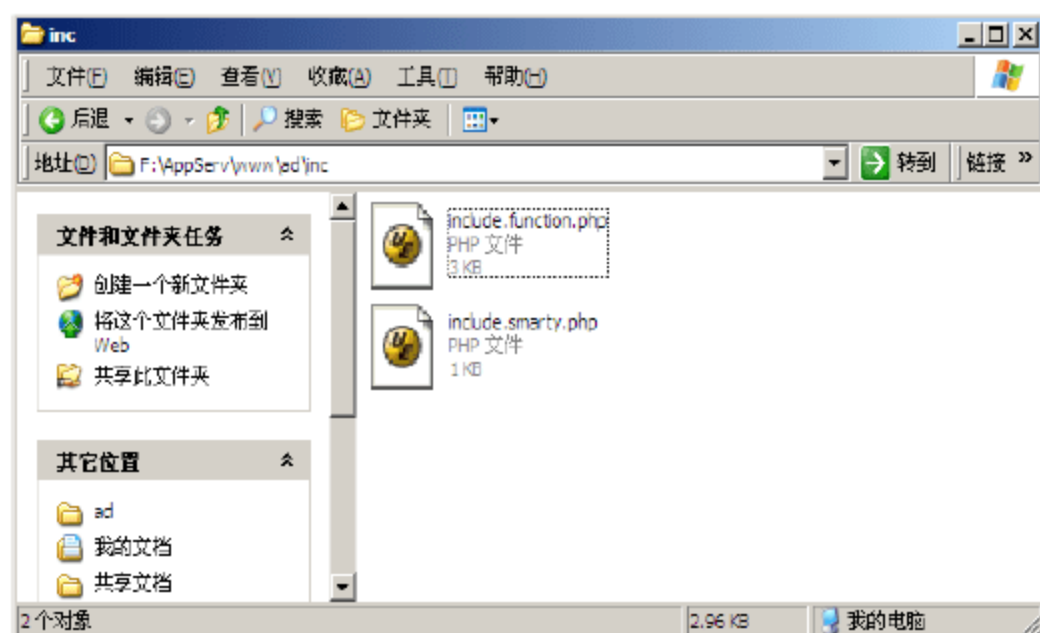 inc
文件(F) 编辑(E) 查看(V) 收藏(A) 工具(T) 帮助(H)
后退 搜索 文件夹
地址(D) F:\AppServ\www\ad\inc 转到 链接 »
文件和文件夹任务
创建一个新文件夹
将这个文件夹发布到
Web
共享此文件夹
其它位置
ad
我的文档
共享文档
include.function.php
PHP 文件
3 KB
include.smarty.php
PHP 文件
1 KB
2 个对象 2.96 KB 我的电脑